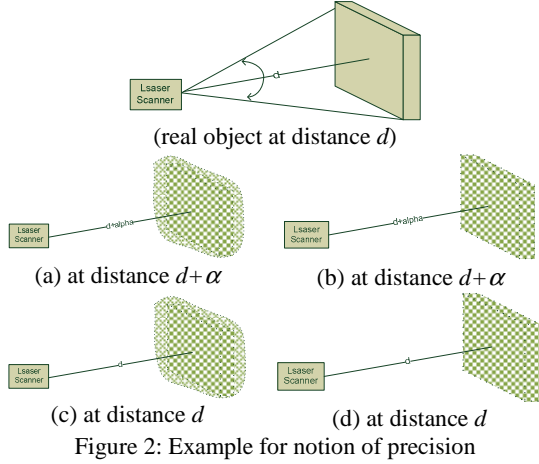 Lsaser
Scanner
d
(real object at distance d)
Lsaser
Scanner
d+alpha
Lsaser
Scanner
d+alpha
(a) at distance d+α
(b) at distance d+α
Lsaser
Scanner
d
Lsaser
Scanner
d
(c) at distance d
(d) at distance d
Figure 2: Example for notion of precision